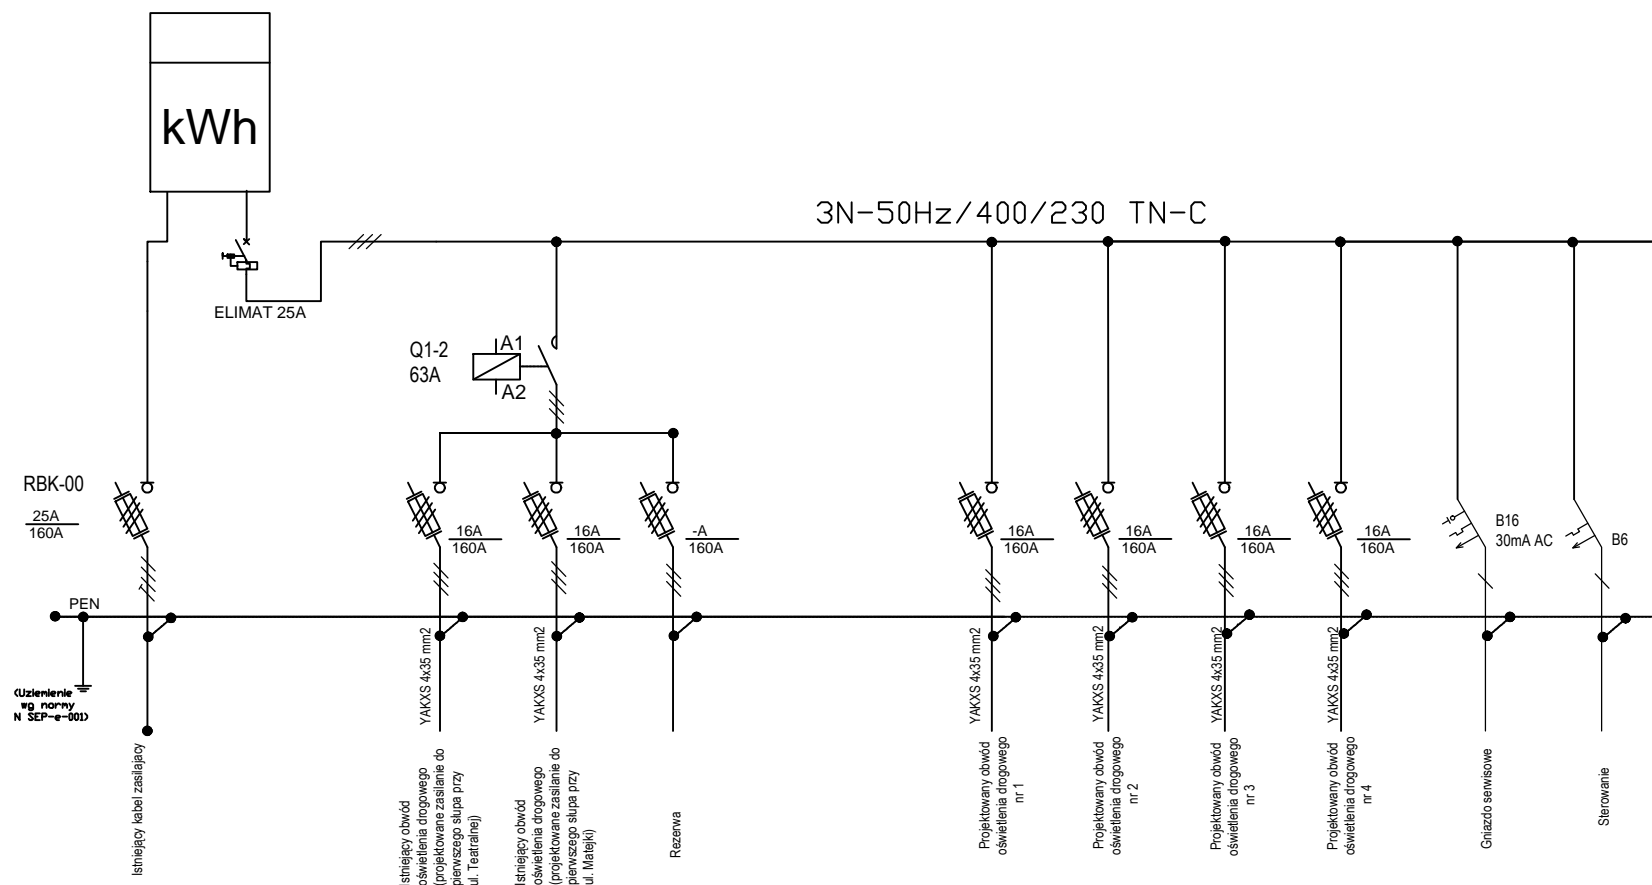 kWh
3N-50Hz/400/230 TN-C
ELIMAT 25A
Q1-2
63A
A1
A2
RBK-00
25A
160A
16A
160A
16A
160A
-A
160A
16A
160A
16A
160A
16A
160A
16A
160A
B16
30mA AC
B6
PEN
(Uziemienie
wg normy
N SEP-e-001)
YAKXS 4x35 mm2
YAKXS 4x35 mm2
YAKXS 4x35 mm2
YAKXS 4x35 mm2
YAKXS 4x35 mm2
YAKXS 4x35 mm2
Istniejący kabel zasilający
Istniejący obwód
oświetlenia drogowego
(projektowane zasilanie do
pierwszego słupa przy
ul. Teatralnej)
Istniejący obwód
oświetlenia drogowego
(projektowane zasilanie do
pierwszego słupa przy
ul. Matejki)
Rezerwa
Projektowany obwód
oświetlenia drogowego
nr 1
Projektowany obwód
oświetlenia drogowego
nr 2
Projektowany obwód
oświetlenia drogowego
nr 3
Projektowany obwód
oświetlenia drogowego
nr 4
Gniazdo serwisowe
Sterowanie